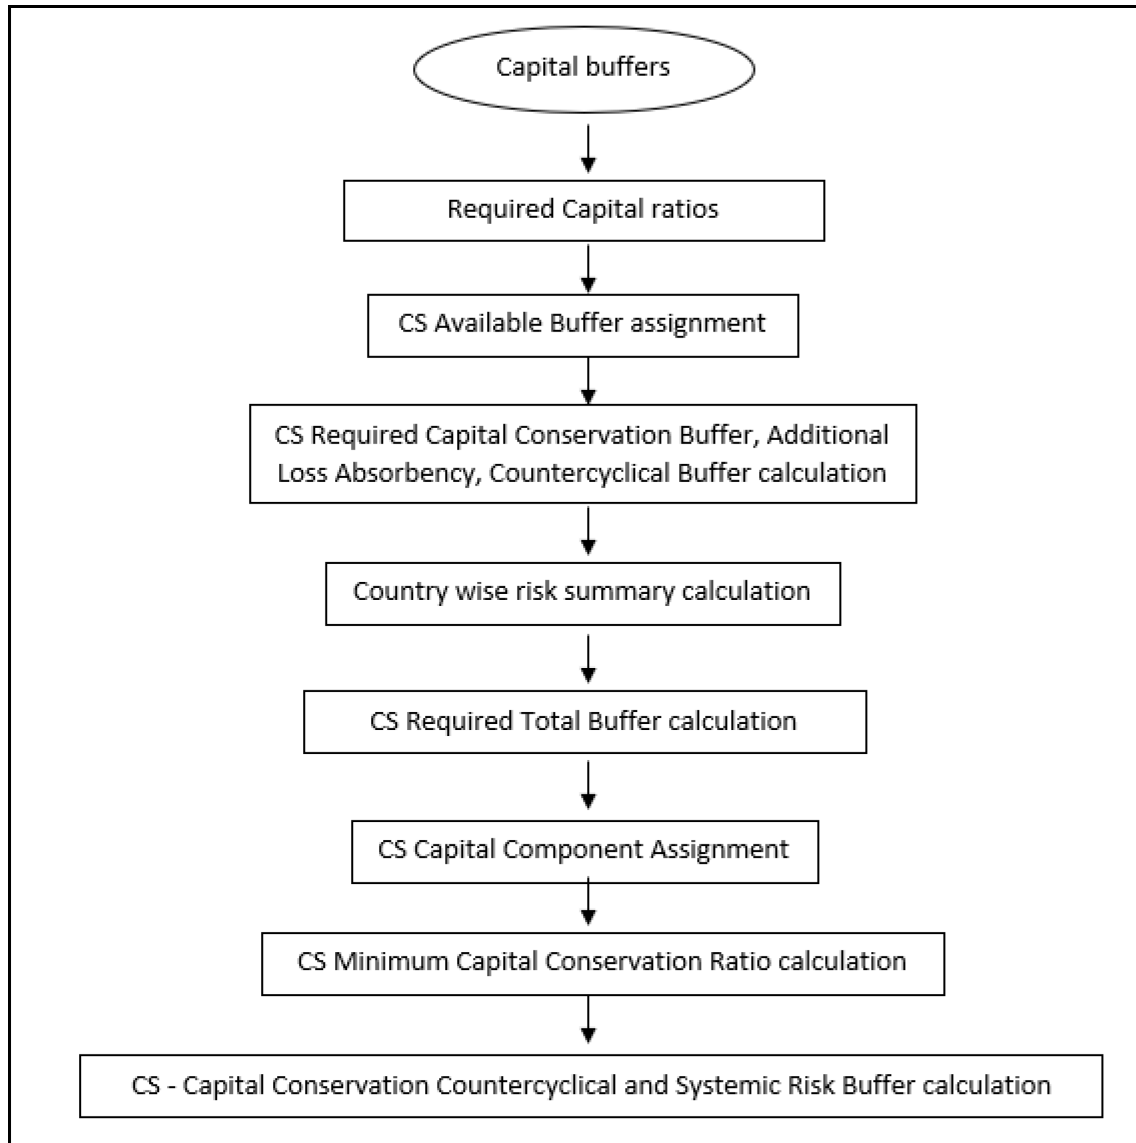 Capital buffers
Required Capital ratios
CS Available Buffer assignment
CS Required Capital Conservation Buffer, Additional
Loss Absorbency, Countercyclical Buffer calculation
Country wise risk summary calculation
CS Required Total Buffer calculation
CS Capital Component Assignment
CS Minimum Capital Conservation Ratio calculation
CS - Capital Conservation Countercyclical and Systemic Risk Buffer calculation